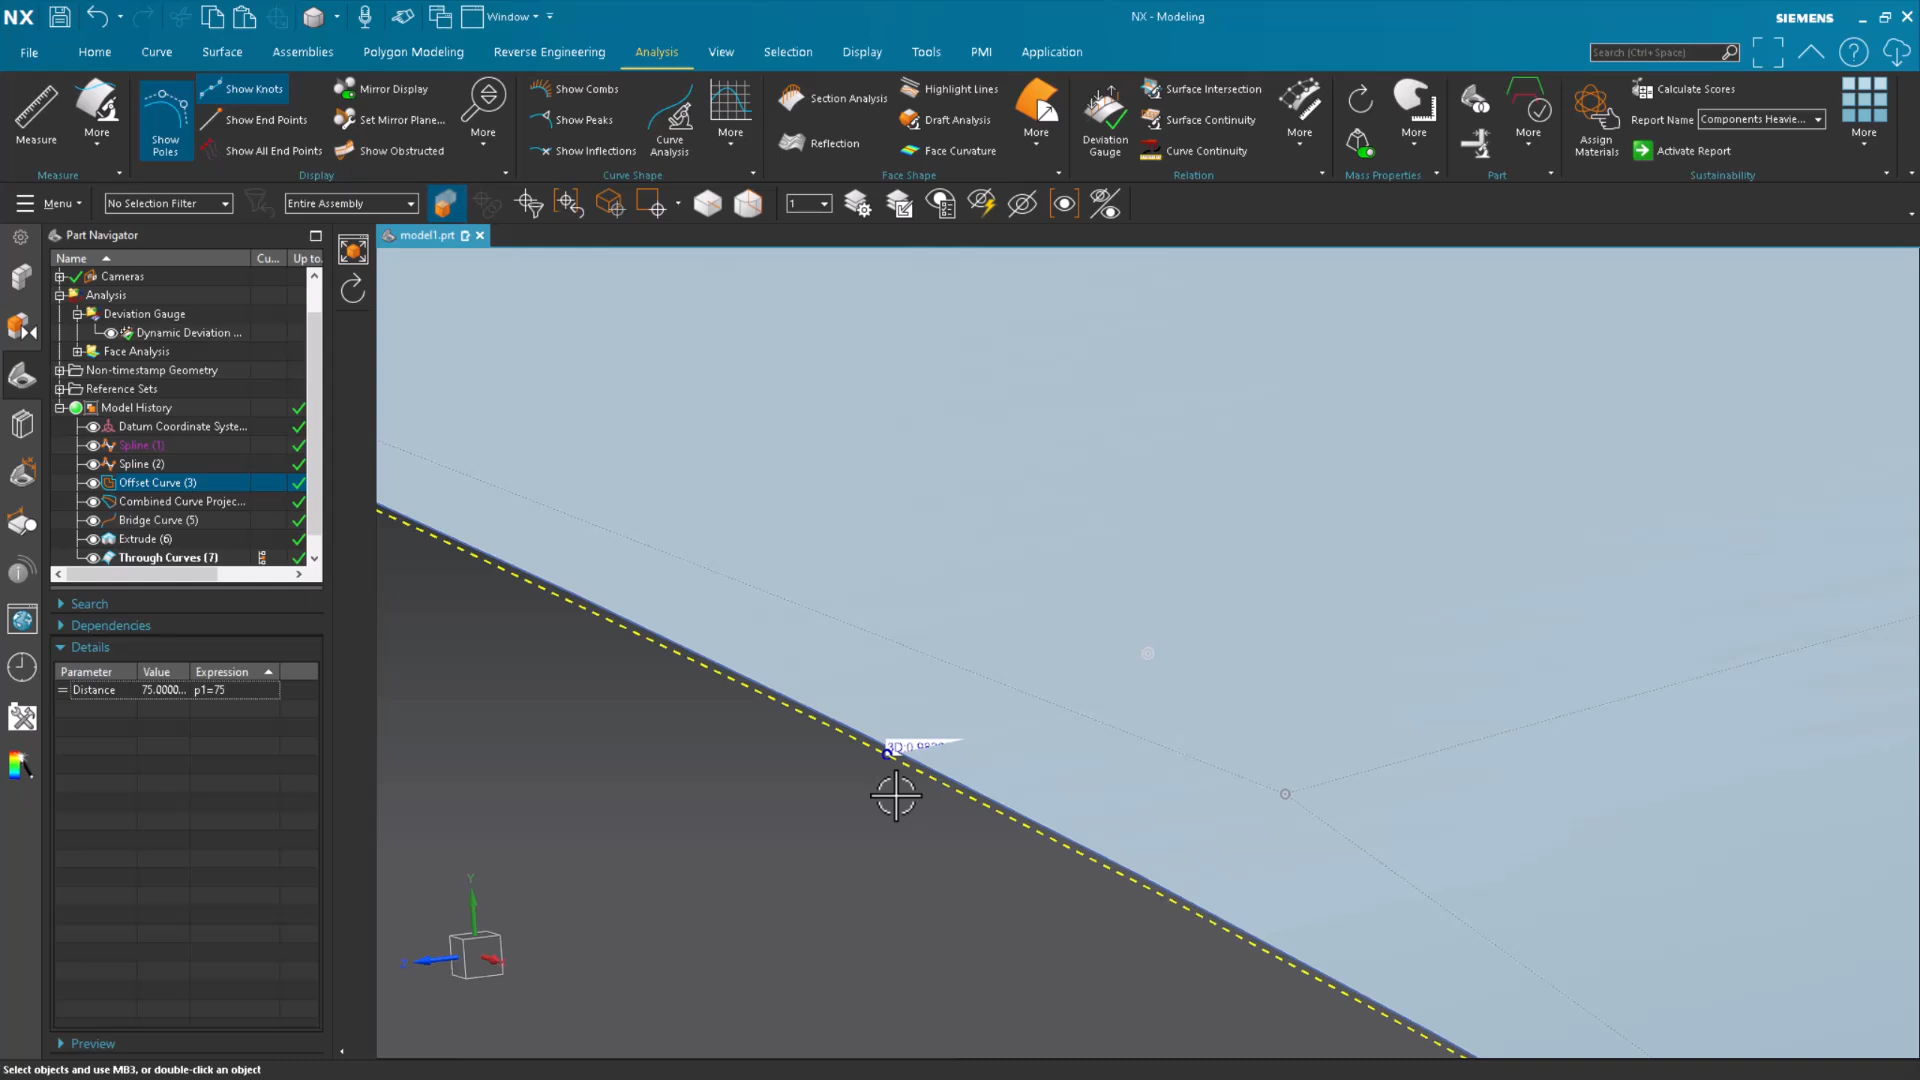 NX
Window
NX - Modeling
SIEMENS
File
Home
Curve
Surface
Assemblies
Polygon Modeling
Reverse Engineering
Analysis
View
Selection
Display
Tools
PMI
Application
Search (Ctrl+Space)
Measure
More
Show Poles
Show Knots
Show End Points
Show All End Points
Mirror Display
Set Mirror Plane...
Show Obstructed
More
Show Combs
Show Peaks
Show Inflections
Curve Analysis
More
Section Analysis
Reflection
Highlight Lines
Draft Analysis
Face Curvature
More
Deviation Gauge
Surface Intersection
Surface Continuity
Curve Continuity
More
More
More
Assign Materials
Calculate Scores
Report Name
Components Heavie...
Activate Report
More
Measure
Display
Curve Shape
Face Shape
Relation
Mass Properties
Part
Sustainability
Menu
No Selection Filter
Entire Assembly
1
Part Navigator
model1.prt
Name
Cu...
Up to
Cameras
Analysis
Deviation Gauge
Dynamic Deviation ...
Face Analysis
Non-timestamp Geometry
Reference Sets
Model History
Datum Coordinate Syste...
Spline (1)
Spline (2)
Offset Curve (3)
Combined Curve Projec...
Bridge Curve (5)
Extrude (6)
Through Curves (7)
Search
Dependencies
Details
Parameter
Value
Expression
Distance
75.0000...
p1=75
Preview
Y
Select objects and use MB3, or double-click an object